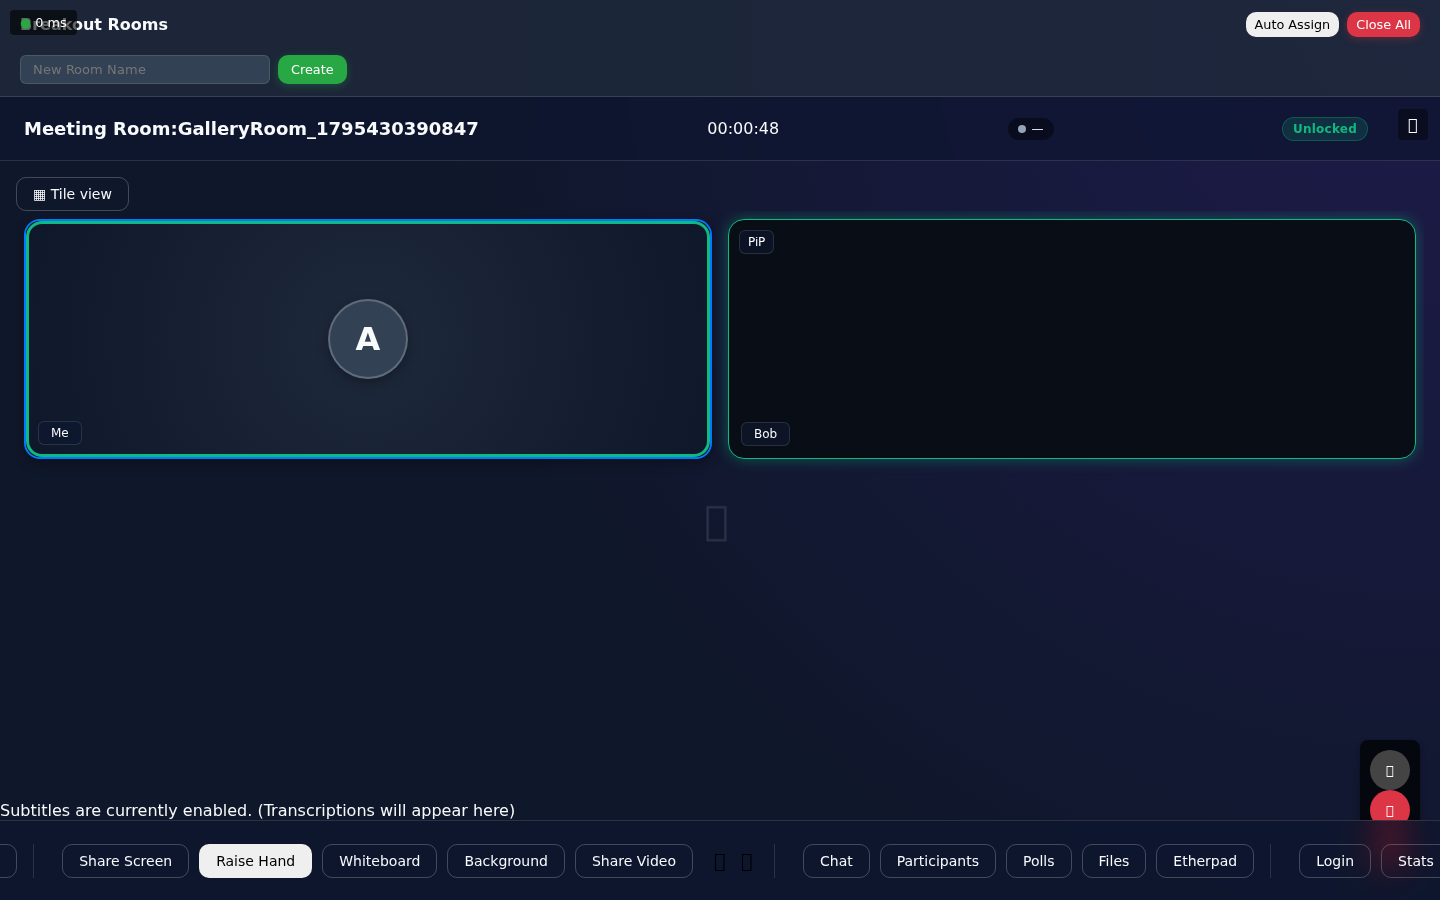 0 ms
Breakout Rooms
Auto Assign
Close All
New Room Name
Create
Meeting Room:GalleryRoom_1795430390847
00:00:48
—
Unlocked
▦ Tile view
A
Me
PiP
Bob
Subtitles are currently enabled. (Transcriptions will appear here)
Share Screen
Raise Hand
Whiteboard
Background
Share Video
Chat
Participants
Polls
Files
Etherpad
Login
Stats